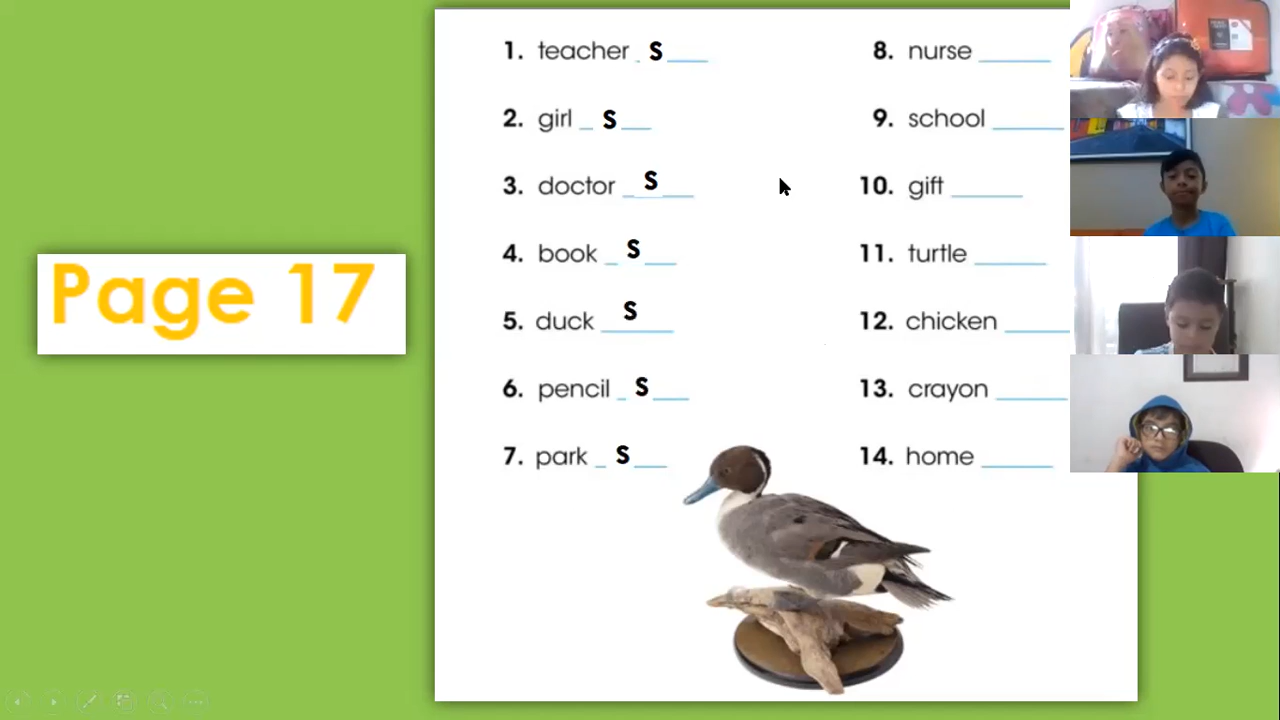 Page 17
1. teacher s
2. girl s
3. doctor s
4. book s
5. duck s
6. pencil s
7. park s
8. nurse
9. school
10. gift
11. turtle
12. chicken
13. crayon
14. home